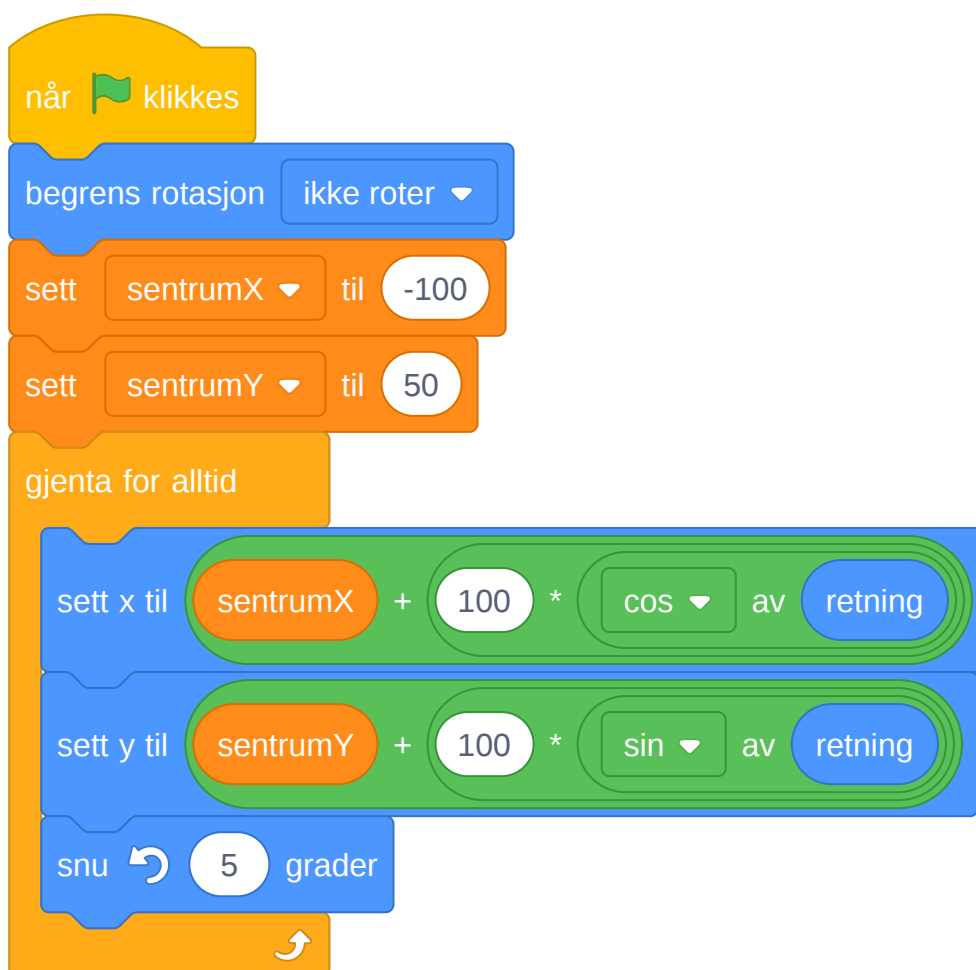 når klikkes
begrens rotasjon ikke roter
sett sentrumX til -100
sett sentrumY til 50
gjenta for alltid
sett x til sentrumX + 100 * cos av retning
sett y til sentrumY + 100 * sin av retning
snu 5 grader